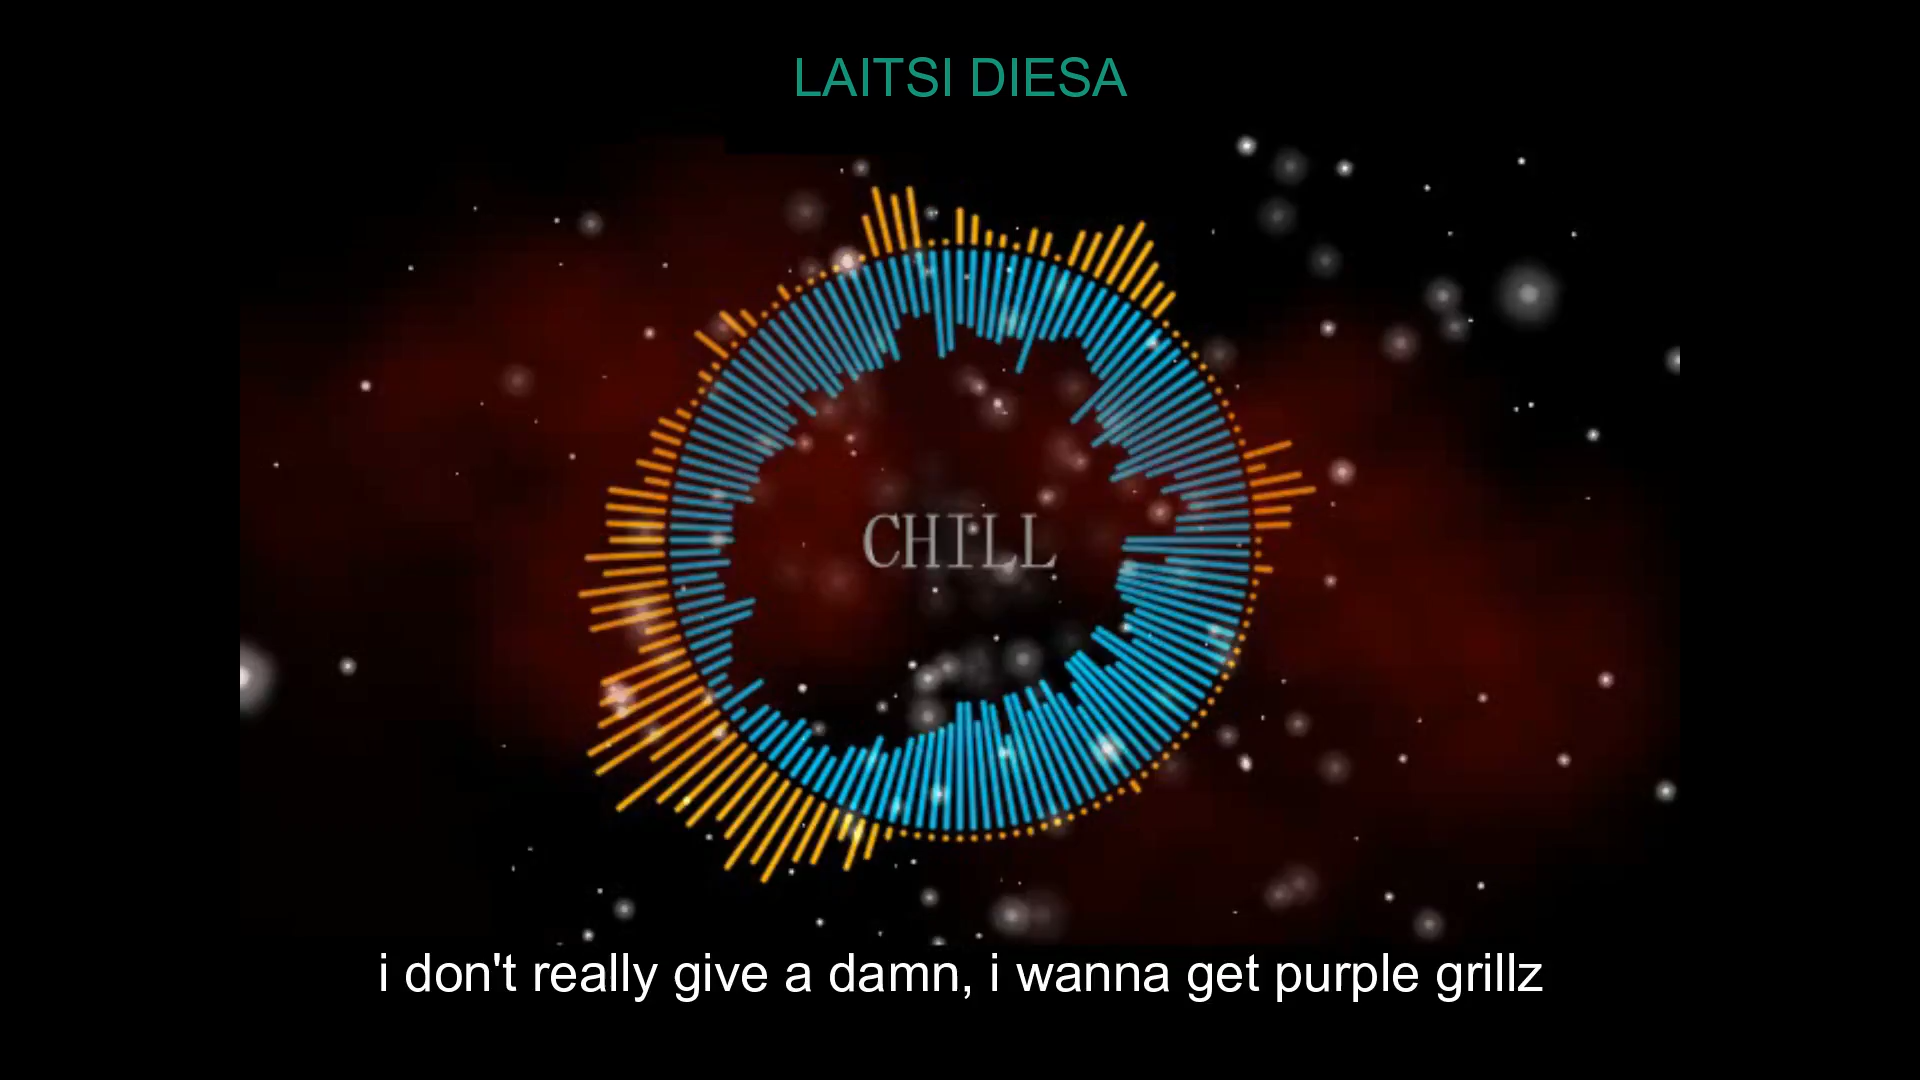 LAITSI DIESA
CHILL
i don't really give a damn, i wanna get purple grillz